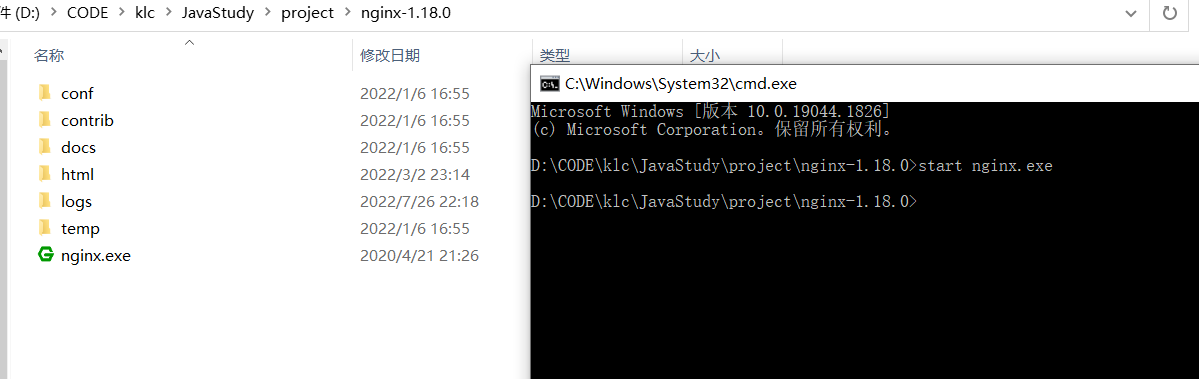 件 (D:) > CODE > klc > JavaStudy > project > nginx-1.18.0
名称 修改日期 类型 大小
conf 2022/1/6 16:55
contrib 2022/1/6 16:55
docs 2022/1/6 16:55
html 2022/3/2 23:14
logs 2022/7/26 22:18
temp 2022/1/6 16:55
nginx.exe 2020/4/21 21:26
C:\Windows\System32\cmd.exe
Microsoft Windows [版本 10.0.19044.1826]
(c) Microsoft Corporation。保留所有权利。
D:\CODE\klc\JavaStudy\project\nginx-1.18.0>start nginx.exe
D:\CODE\klc\JavaStudy\project\nginx-1.18.0>